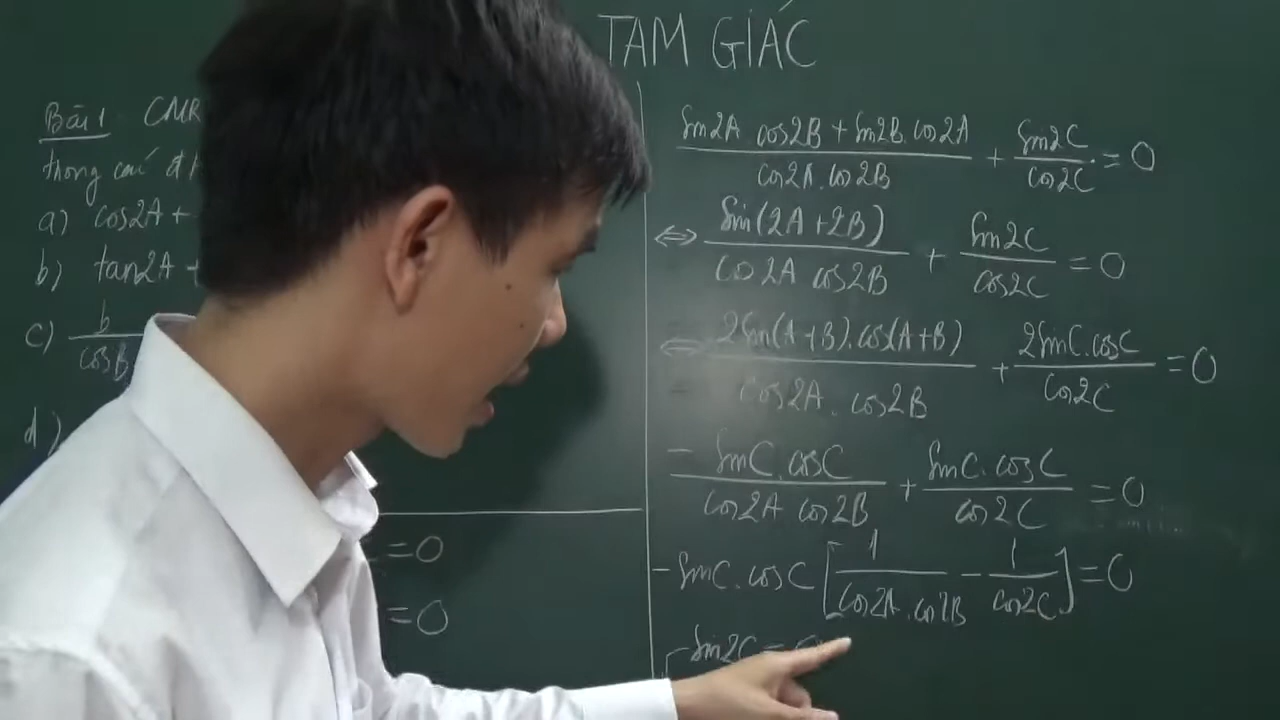 TAM GIÁC
Bài 1 CMR
trong các
a) cos2A +
b) tan2A +
c) b/cosB
d)
=0
=0
(sin2A cos2B + sin2B.cos2A)/(cos2A.cos2B) + sin2C/cos2C = 0
⇔ sin(2A+2B)/(cos2A cos2B) + sin2C/cos2C = 0
⇔ 2sin(A+B).cos(A+B)/(cos2A.cos2B) + 2sinC.cosC/cos2C = 0
- sinC.cosC/(cos2A cos2B) + sinC.cosC/cos2C = 0
-sinC.cosC[1/(cos2A.cos2B) - 1/cos2C] = 0
sin2C = 0